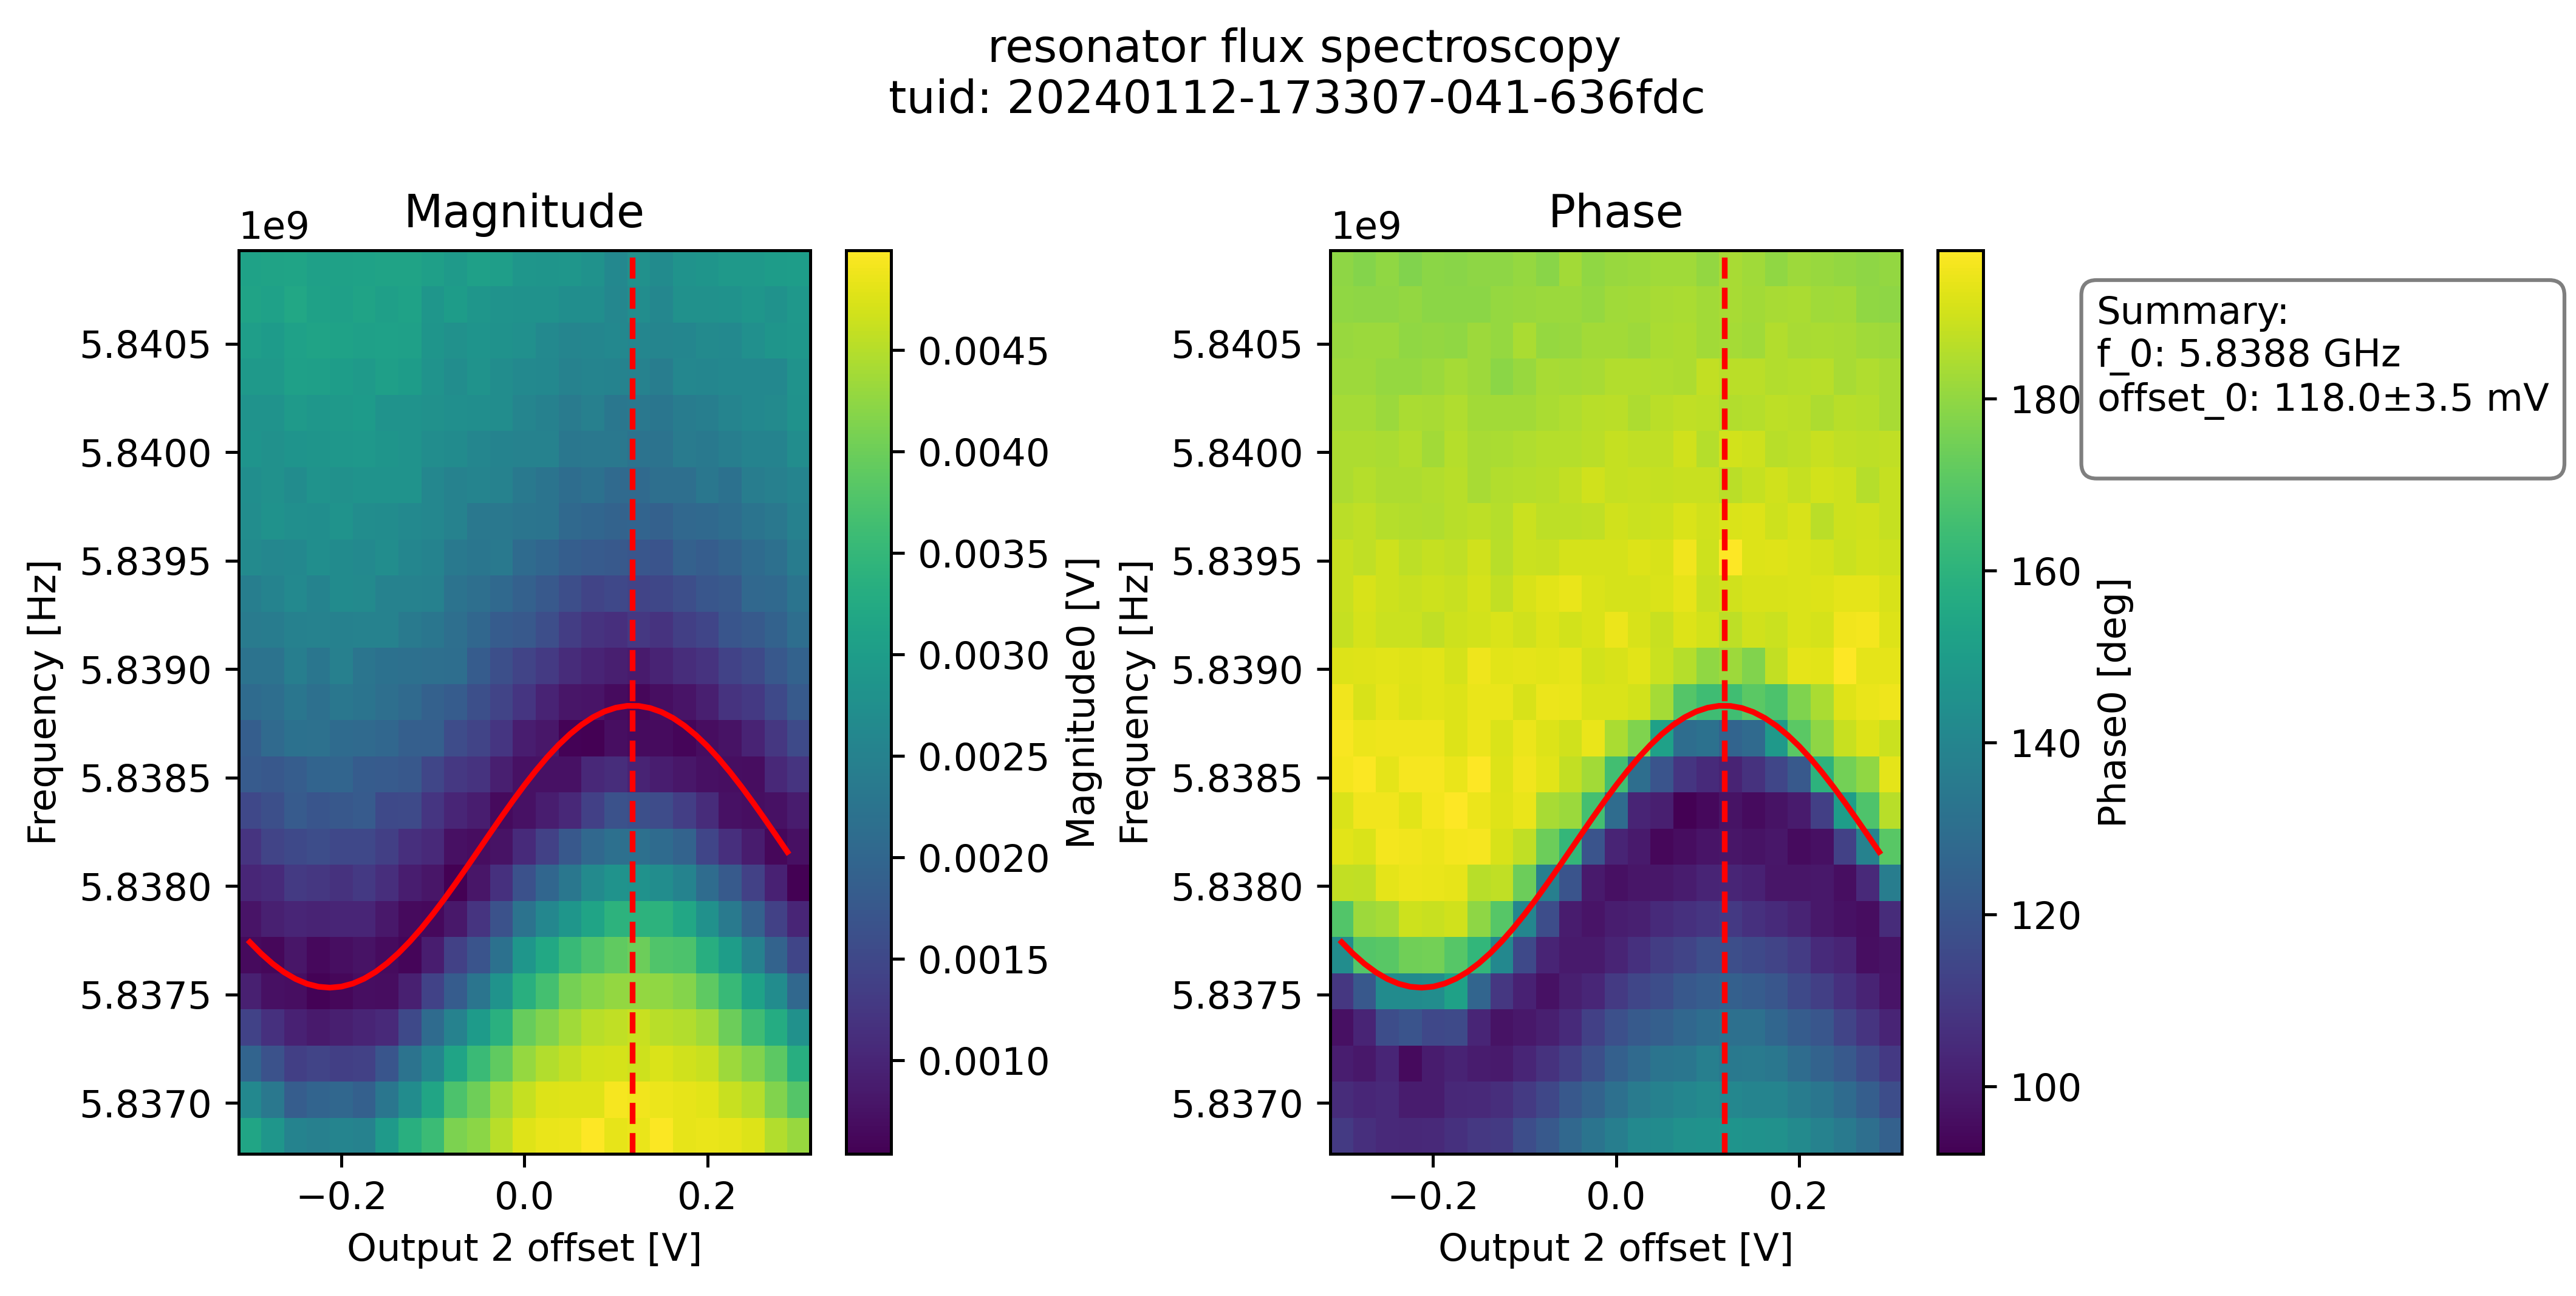 resonator flux spectroscopy
tuid: 20240112-173307-041-636fdc
Magnitude
1e9
5.8405
5.8400
5.8395
5.8390
5.8385
5.8380
5.8375
5.8370
Frequency [Hz]
−0.2
0.0
0.2
Output 2 offset [V]
0.0045
0.0040
0.0035
0.0030
0.0025
0.0020
0.0015
0.0010
Magnitude0 [V]
Phase
1e9
5.8405
5.8400
5.8395
5.8390
5.8385
5.8380
5.8375
5.8370
Frequency [Hz]
−0.2
0.0
0.2
Output 2 offset [V]
180
160
140
120
100
Phase0 [deg]
Summary:
f_0: 5.8388 GHz
offset_0: 118.0±3.5 mV